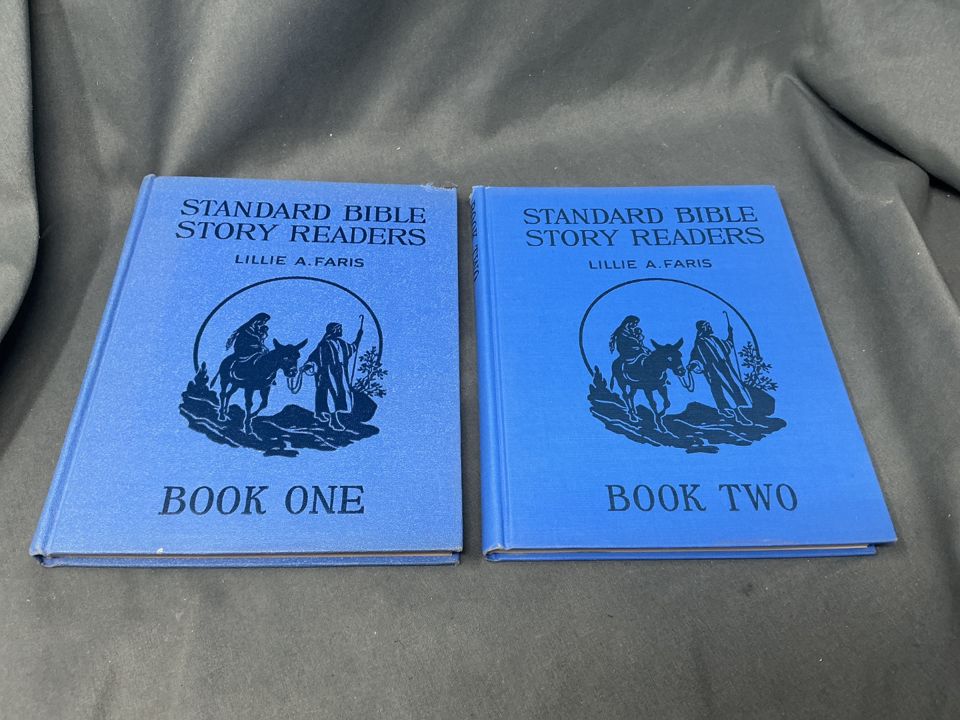 STANDARD BIBLE
STORY READERS
LILLIE A. FARIS
BOOK ONE
STANDARD BIBLE
STORY READERS
LILLIE A. FARIS
BOOK TWO